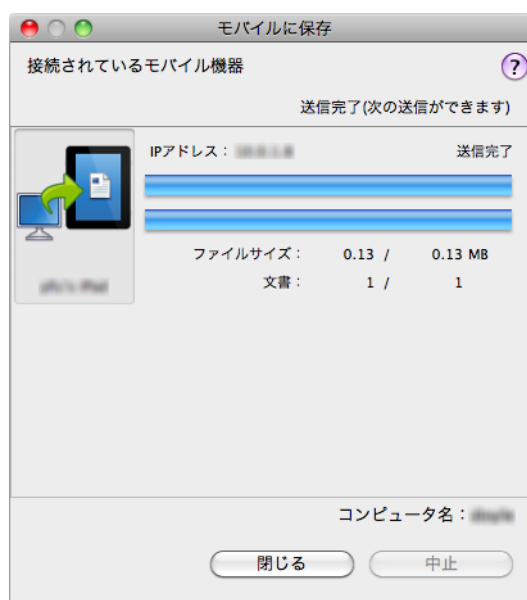 モバイルに保存
接続されているモバイル機器
?
送信完了(次の送信ができます)
IPアドレス： 送信完了
ファイルサイズ： 0.13 / 0.13 MB
文書： 1 / 1
コンピュータ名：
閉じる 中止